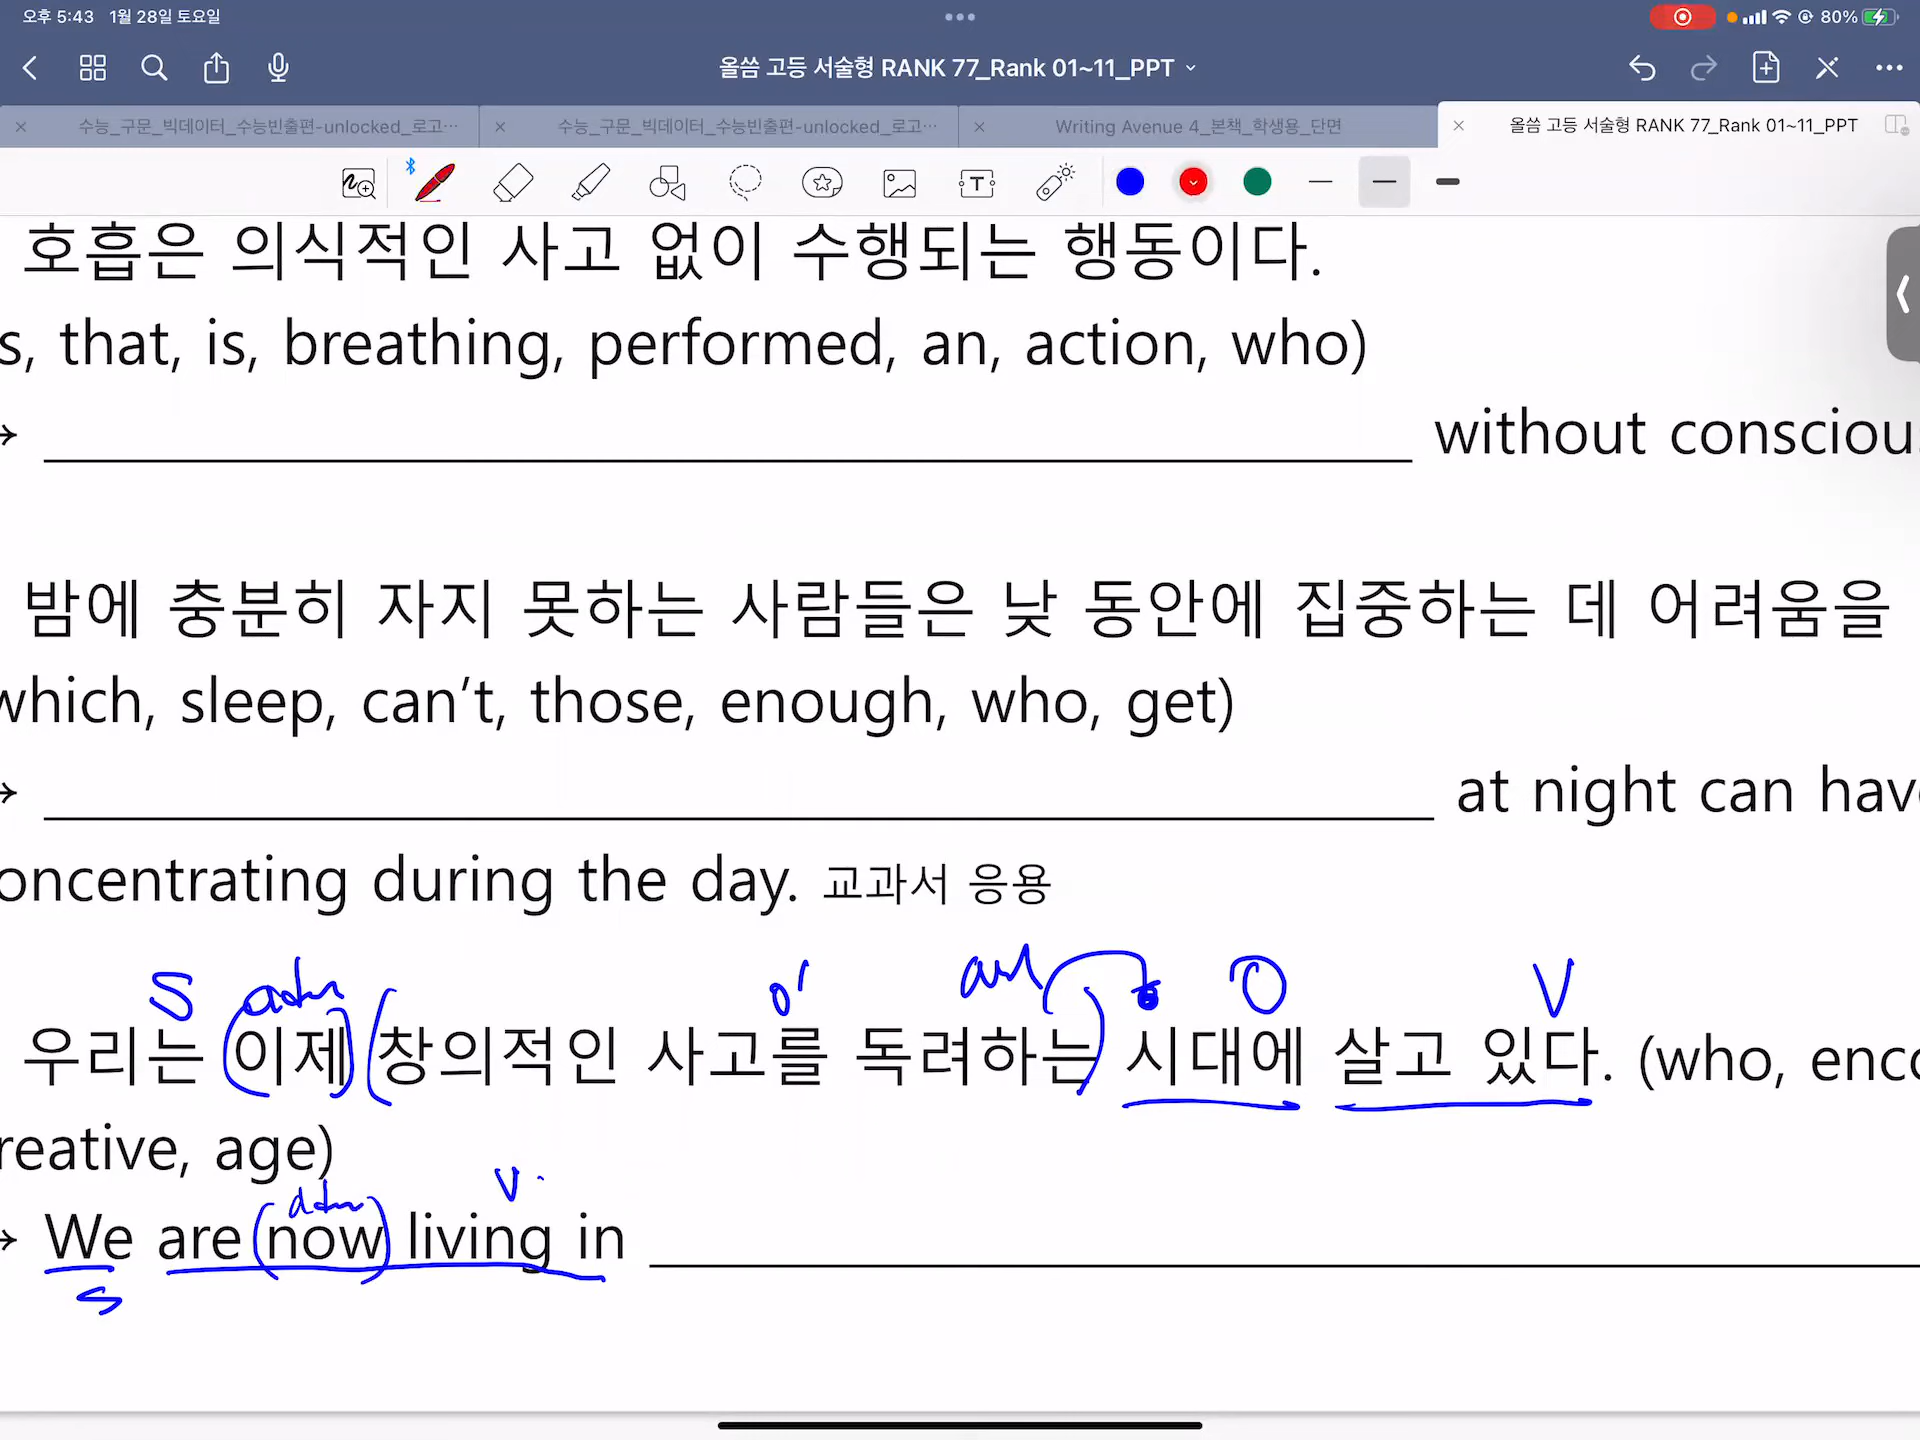 오후 5:43 1월 28일 토요일
80%
올씀 고등 서술형 RANK 77_Rank 01~11_PPT
수능_구문_빅데이터_수능빈출편-unlocked_로고…
수능_구문_빅데이터_수능빈출편-unlocked_로고…
Writing Avenue 4_본책_학생용_단면
올씀 고등 서술형 RANK 77_Rank 01~11_PPT
호흡은 의식적인 사고 없이 수행되는 행동이다.
s, that, is, breathing, performed, an, action, who)
→ without consciou
밤에 충분히 자지 못하는 사람들은 낮 동안에 집중하는 데 어려움을
which, sleep, can't, those, enough, who, get)
→ at night can hav
oncentrating during the day. 교과서 응용
S adv o' O V
우리는 이제 창의적인 사고를 독려하는 시대에 살고 있다. (who, enc
reative, age)
adv V
→ We are (now) living in
S